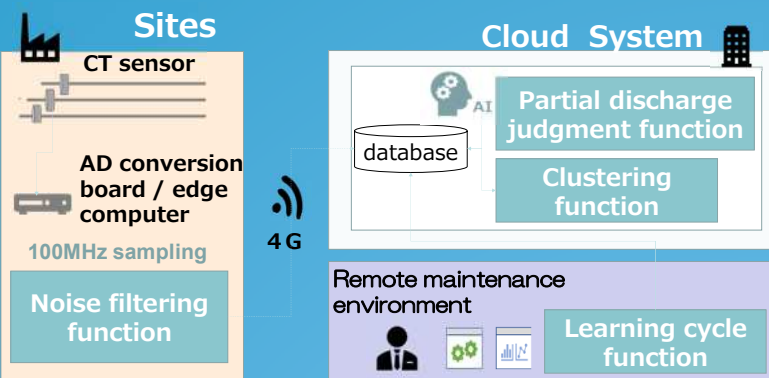 Sites
CT sensor
AD conversion
board / edge
computer
100MHz sampling
Noise filtering
function
4G
Cloud System
AI
Partial discharge
judgment function
database
Clustering
function
Remote maintenance
environment
Learning cycle
function